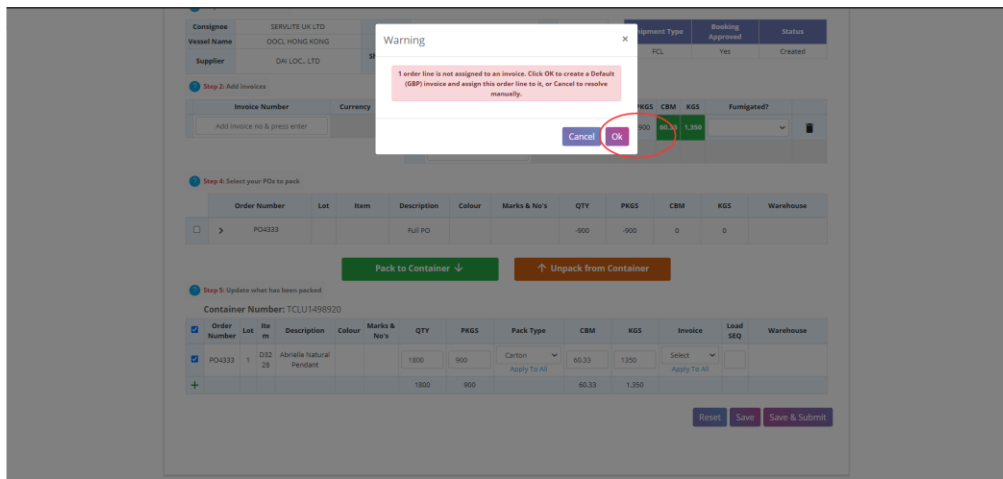 Consignee SERVLITE UK LTD
Shipment Type Booking Approved Status
Vessel Name OOCL HONG KONG
FCL Yes Created
Supplier DAI LOC., LTD
Warning ×
1 order line is not assigned to an invoice. Click OK to create a Default
(GBP) invoice and assign this order line to it, or Cancel to resolve
manually.
Cancel Ok
Step 2: Add invoices
Invoice Number Currency PKGS CBM KGS Fumigated?
Add invoice no & press enter 900 60.33 1,350
Step 4: Select your POs to pack
Order Number Lot Item Description Colour Marks & No's QTY PKGS CBM KGS Warehouse
PO4333 Full PO -900 -900 0 0
Pack to Container ↓ ↑ Unpack from Container
Step 5: Update what has been packed
Container Number: TCLU1498920
Order Number Lot Item Description Colour Marks & No's QTY PKGS Pack Type CBM KGS Invoice Load SEQ Warehouse
PO4333 1 D3228 Abrielle Natural Pendant 1800 900 Carton 60.33 1350 Select
Apply To All Apply To All
1800 900 60.33 1,350
Reset Save Save & Submit